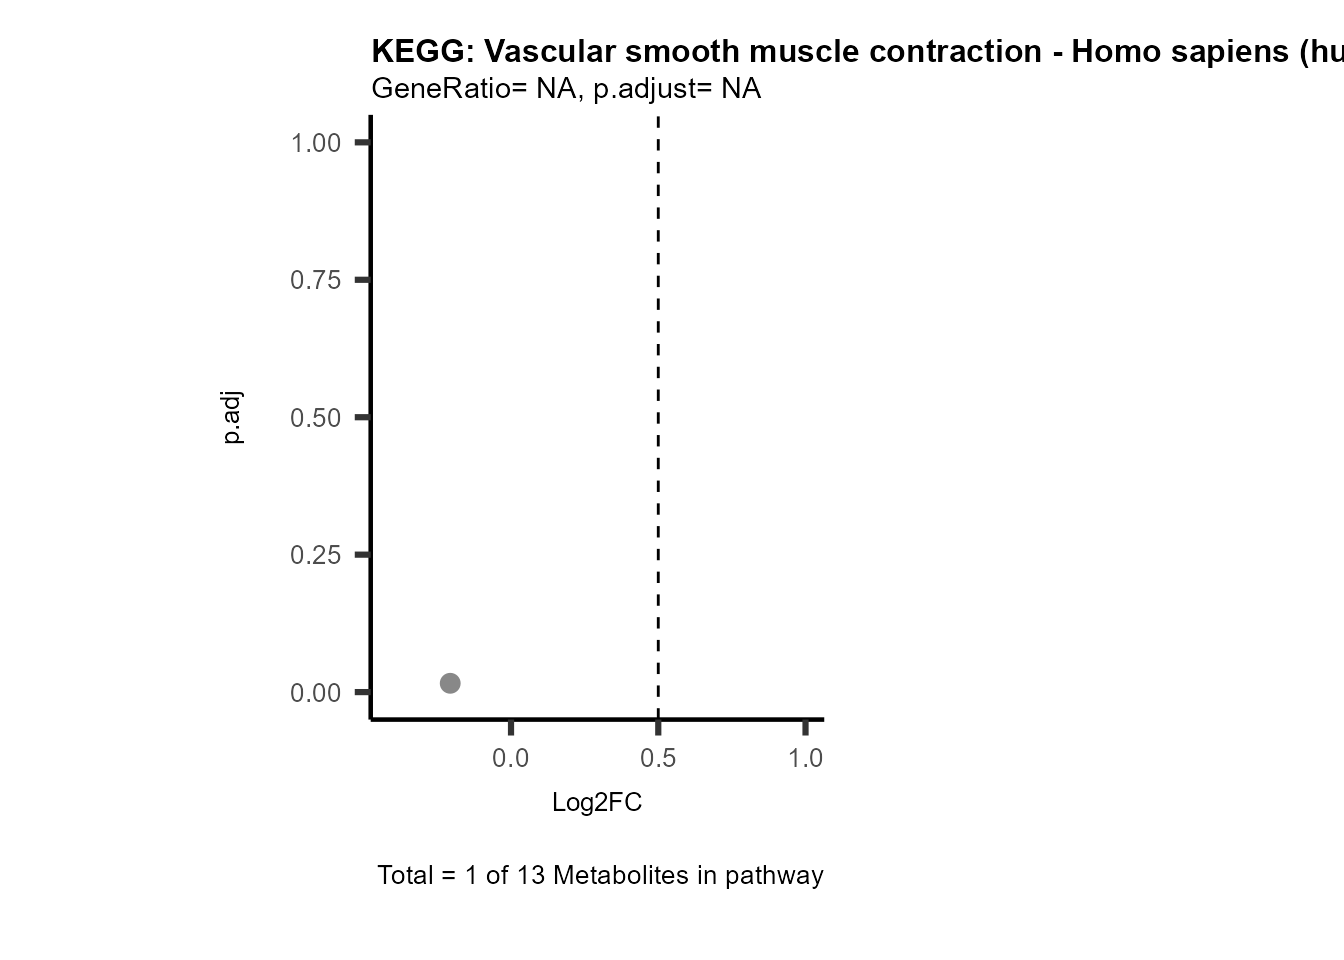 KEGG: Vascular smooth muscle contraction - Homo sapiens (hu
GeneRatio= NA, p.adjust= NA
1.00
0.75
0.50
0.25
0.00
p.adj
0.0 0.5 1.0
Log2FC
Total = 1 of 13 Metabolites in pathway